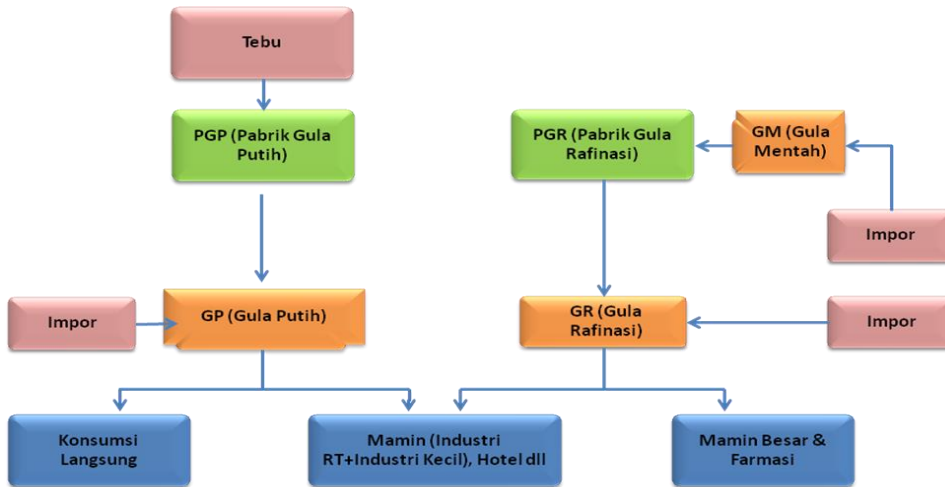 Tebu
PGP (Pabrik Gula
Putih)
PGR (Pabrik Gula
Rafinasi)
GM (Gula
Mentah)
Impor
Impor
GP (Gula Putih)
GR (Gula
Rafinasi)
Impor
Konsumsi
Langsung
Mamin (Industri
RT+Industri Kecil), Hotel dll
Mamin Besar &
Farmasi